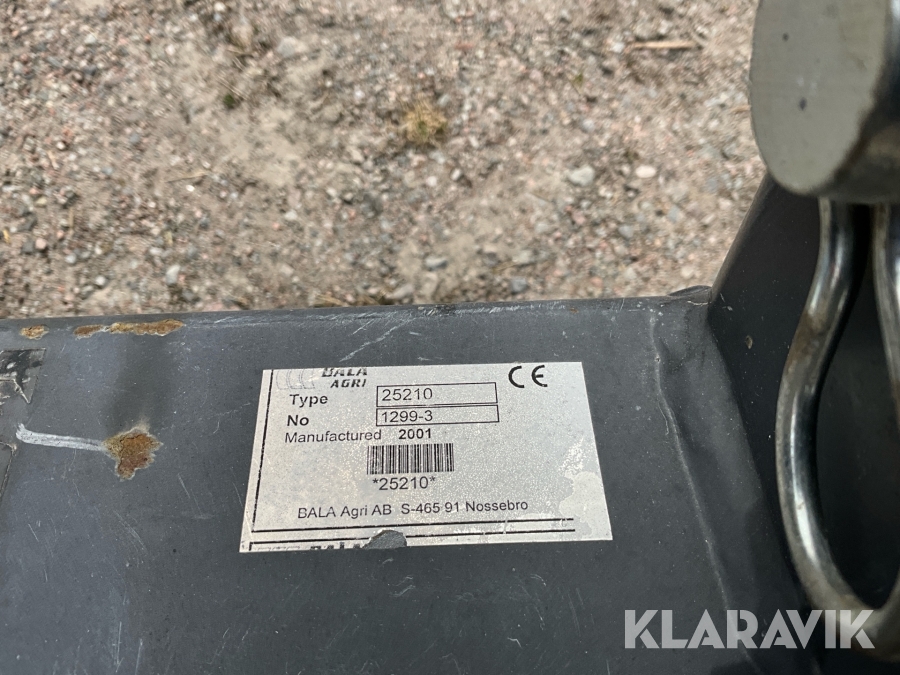 BALA
AGRI
CE
Type 25210
No 1299-3
Manufactured 2001
*25210*
BALA Agri AB S-465 91 Nossebro
KLARAVIK